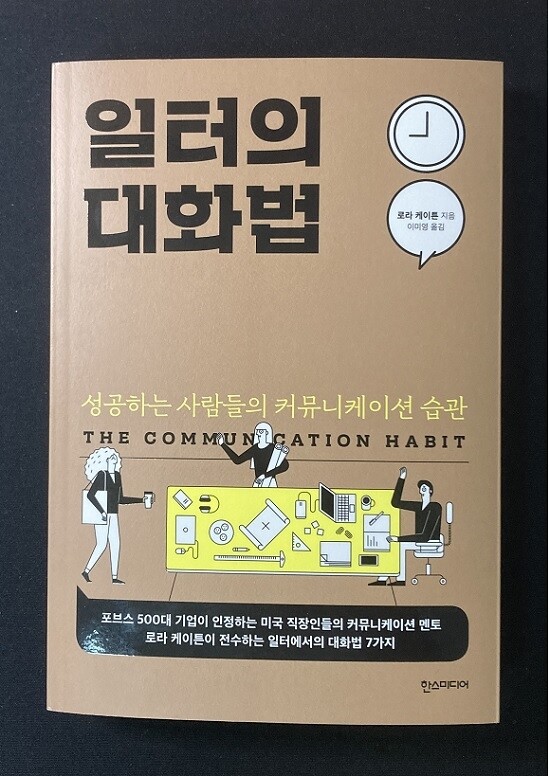 일터의
대화법
로라 케이튼 지음
이미영 옮김
성공하는 사람들의 커뮤니케이션 습관
THE COMMUNICATION HABIT
포브스 500대 기업이 인정하는 미국 직장인들의 커뮤니케이션 멘토
로라 케이튼이 전수하는 일터에서의 대화법 7가지
한스미디어